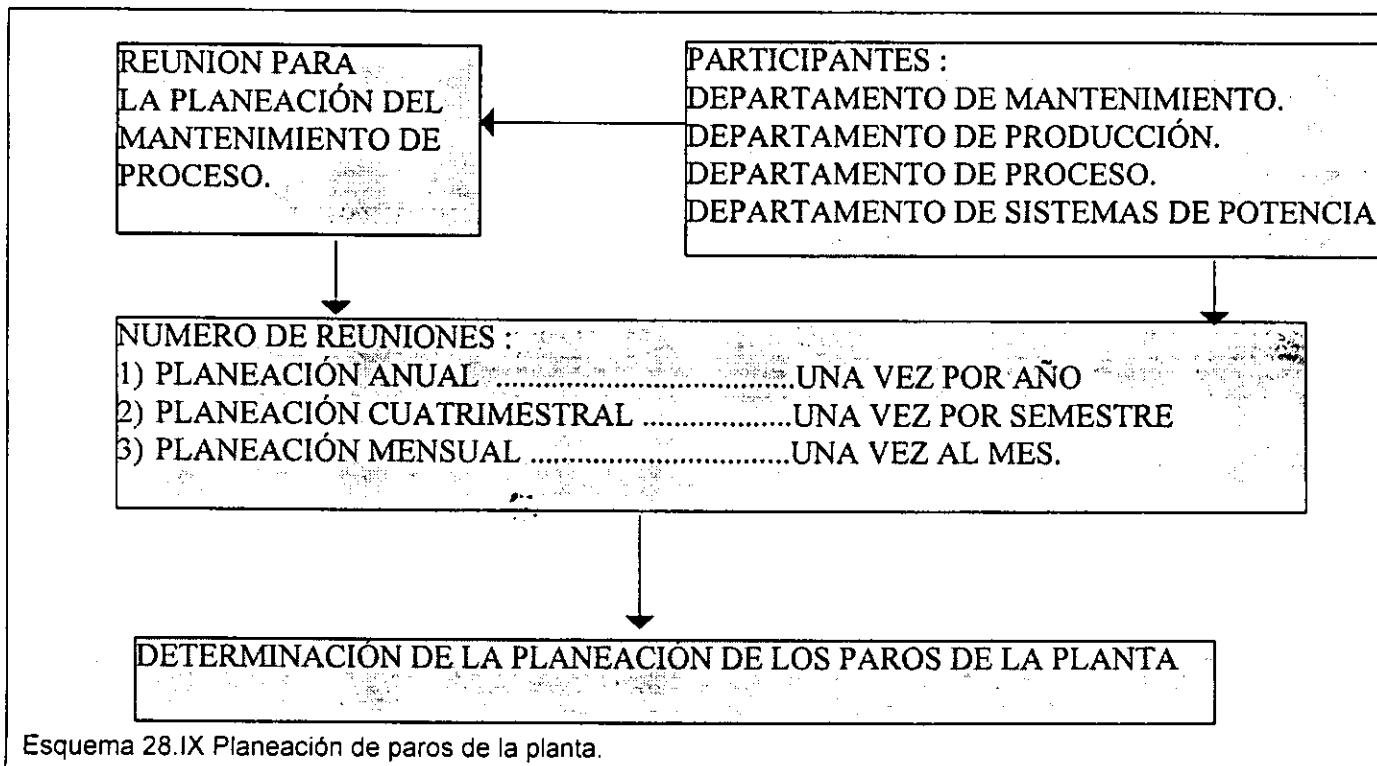 REUNION PARA
LA PLANEACIÓN DEL
MANTENIMIENTO DE
PROCESO.
PARTICIPANTES :
DEPARTAMENTO DE MANTENIMIENTO.
DEPARTAMENTO DE PRODUCCIÓN.
DEPARTAMENTO DE PROCESO.
DEPARTAMENTO DE SISTEMAS DE POTENCIA
NUMERO DE REUNIONES :
1) PLANEACIÓN ANUAL ..................................UNA VEZ POR AÑO
2) PLANEACIÓN CUATRIMESTRAL ...................UNA VEZ POR SEMESTRE
3) PLANEACIÓN MENSUAL ..............................UNA VEZ AL MES.
DETERMINACIÓN DE LA PLANEACIÓN DE LOS PAROS DE LA PLANTA
Esquema 28.IX Planeación de paros de la planta.